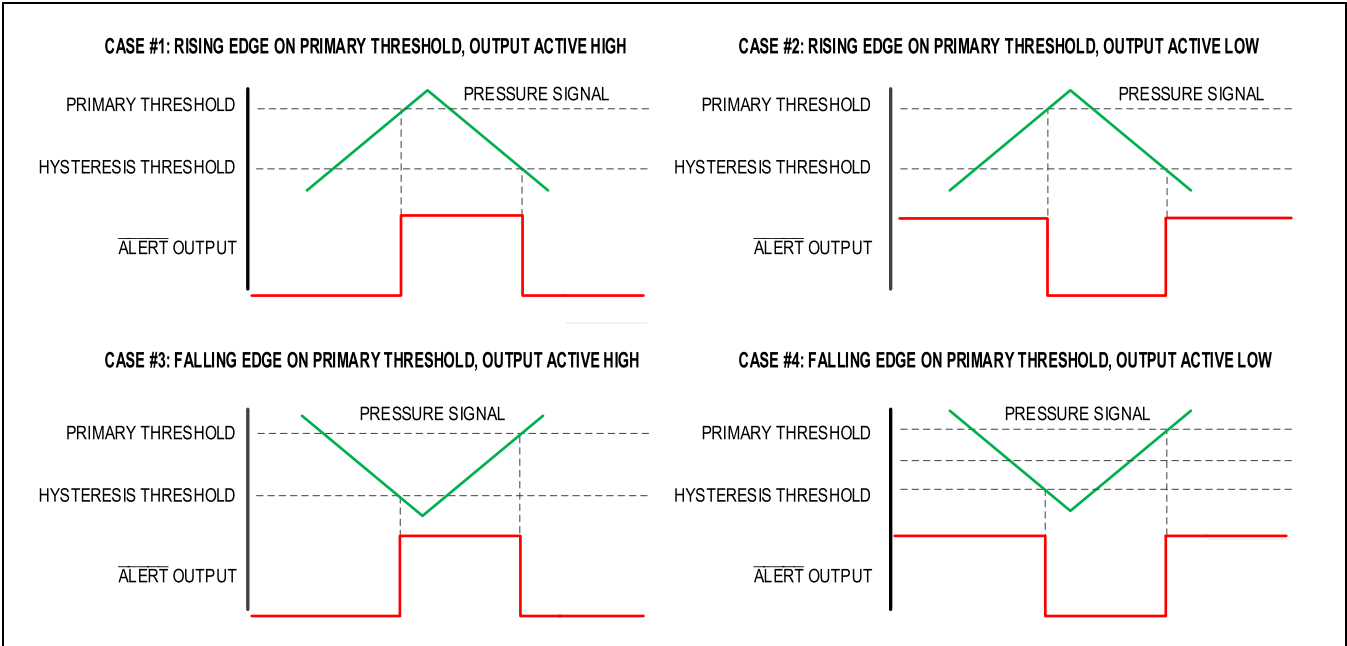 CASE #1: RISING EDGE ON PRIMARY THRESHOLD, OUTPUT ACTIVE HIGH
PRIMARY THRESHOLD
PRESSURE SIGNAL
HYSTERESIS THRESHOLD
ALERT OUTPUT
CASE #2: RISING EDGE ON PRIMARY THRESHOLD, OUTPUT ACTIVE LOW
PRIMARY THRESHOLD
PRESSURE SIGNAL
HYSTERESIS THRESHOLD
ALERT OUTPUT
CASE #3: FALLING EDGE ON PRIMARY THRESHOLD, OUTPUT ACTIVE HIGH
PRESSURE SIGNAL
PRIMARY THRESHOLD
HYSTERESIS THRESHOLD
ALERT OUTPUT
CASE #4: FALLING EDGE ON PRIMARY THRESHOLD, OUTPUT ACTIVE LOW
PRESSURE SIGNAL
PRIMARY THRESHOLD
HYSTERESIS THRESHOLD
ALERT OUTPUT